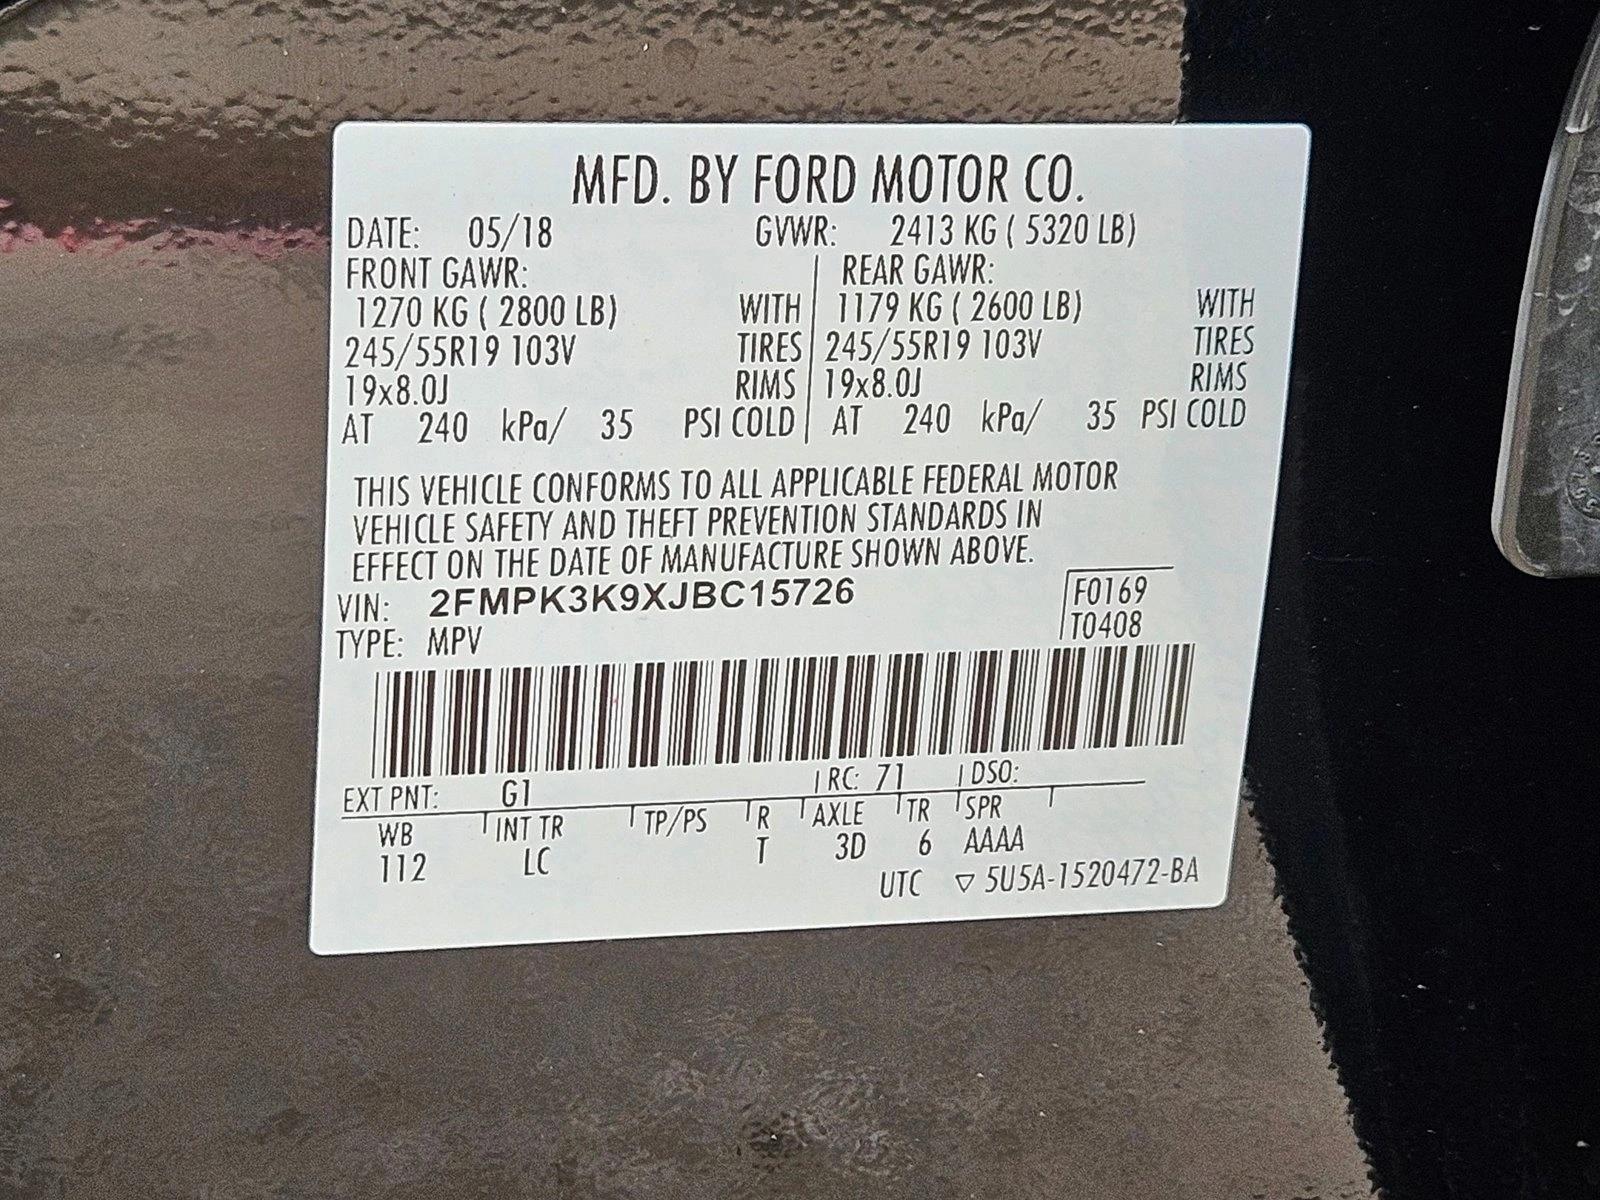 MFD. BY FORD MOTOR CO.
DATE: 05/18 GVWR: 2413 KG ( 5320 LB)
FRONT GAWR: REAR GAWR:
1270 KG ( 2800 LB) WITH 1179 KG ( 2600 LB) WITH
245/55R19 103V TIRES 245/55R19 103V TIRES
19x8.0J RIMS 19x8.0J RIMS
AT 240 kPa/ 35 PSI COLD AT 240 kPa/ 35 PSI COLD
THIS VEHICLE CONFORMS TO ALL APPLICABLE FEDERAL MOTOR
VEHICLE SAFETY AND THEFT PREVENTION STANDARDS IN
EFFECT ON THE DATE OF MANUFACTURE SHOWN ABOVE.
VIN: 2FMPK3K9XJBC15726 F0169
TYPE: MPV T0408
EXT PNT: G1 RC: 71 DSO:
WB INT TR TP/PS R AXLE TR SPR
112 LC T 3D 6 AAAA
UTC ▽ 5U5A-1520472-BA